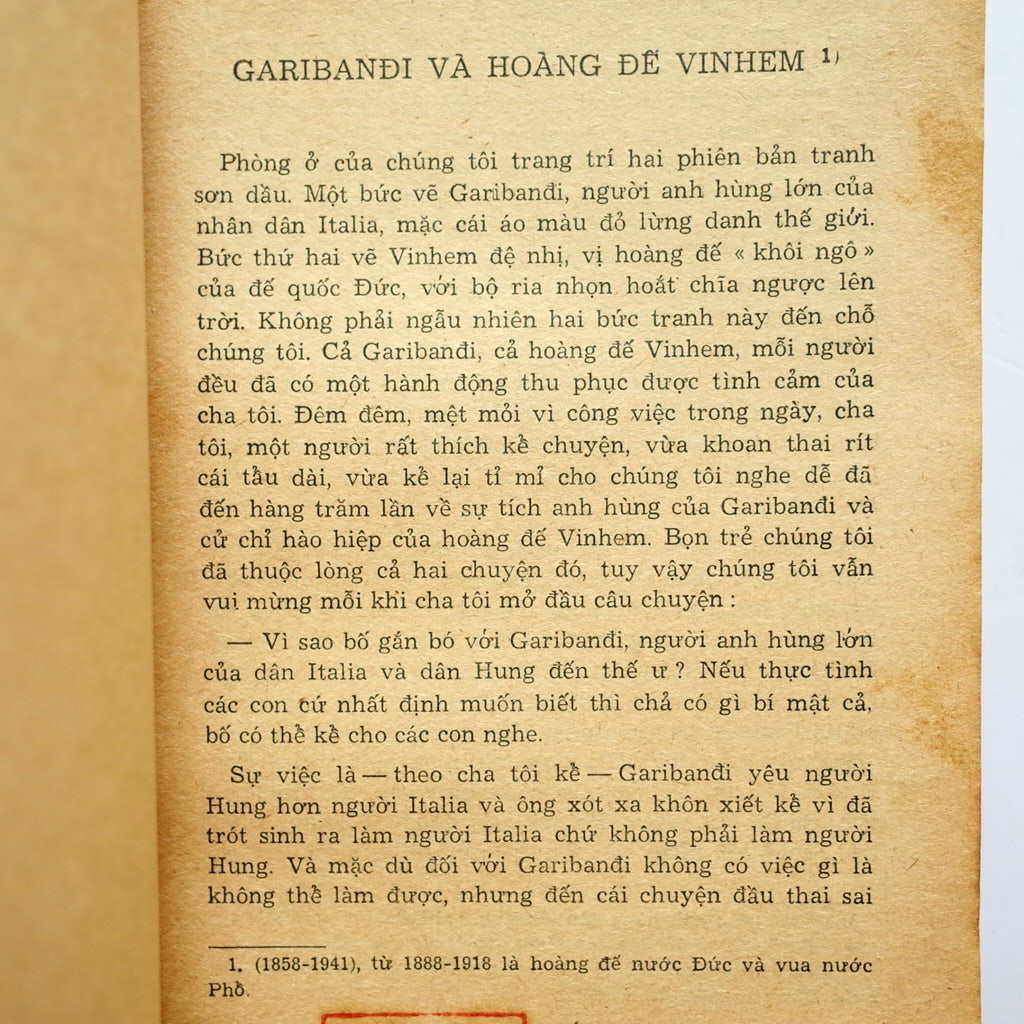 GARIBANĐI VÀ HOÀNG ĐẾ VINHEM 1)
Phòng ở của chúng tôi trang trí hai phiên bản tranh
sơn dầu. Một bức vẽ Garibanđi, người anh hùng lớn của
nhân dân Italia, mặc cái áo màu đỏ lừng danh thế giới.
Bức thứ hai vẽ Vinhem đệ nhị, vị hoàng đế « khôi ngô »
của đế quốc Đức, với bộ ria nhọn hoắt chĩa ngược lên
trời. Không phải ngẫu nhiên hai bức tranh này đến chỗ
chúng tôi. Cả Garibanđi, cả hoàng đế Vinhem, mỗi người
đều đã có một hành động thu phục được tình cảm của
cha tôi. Đêm đêm, mệt mỏi vì công việc trong ngày, cha
tôi, một người rất thích kể chuyện, vừa khoan thai rít
cái tẩu dài, vừa kể lại tỉ mỉ cho chúng tôi nghe dễ đã
đến hàng trăm lần về sự tích anh hùng của Garibanđi và
cử chỉ hào hiệp của hoàng đế Vinhem. Bọn trẻ chúng tôi
đã thuộc lòng cả hai chuyện đó, tuy vậy chúng tôi vẫn
vui mừng mỗi khi cha tôi mở đầu câu chuyện :
— Vì sao bố gắn bó với Garibanđi, người anh hùng lớn
của dân Italia và dân Hung đến thế ư ? Nếu thực tình
các con cứ nhất định muốn biết thì chả có gì bí mật cả,
bố có thể kể cho các con nghe.
Sự việc là — theo cha tôi kể — Garibanđi yêu người
Hung hơn người Italia và ông xót xa khôn xiết kể vì đã
trót sinh ra làm người Italia chứ không phải làm người
Hung. Và mặc dù đối với Garibanđi không có việc gì là
không thể làm được, nhưng đến cái chuyện đầu thai sai
1. (1858-1941), từ 1888-1918 là hoàng đế nước Đức và vua nước
Phổ.